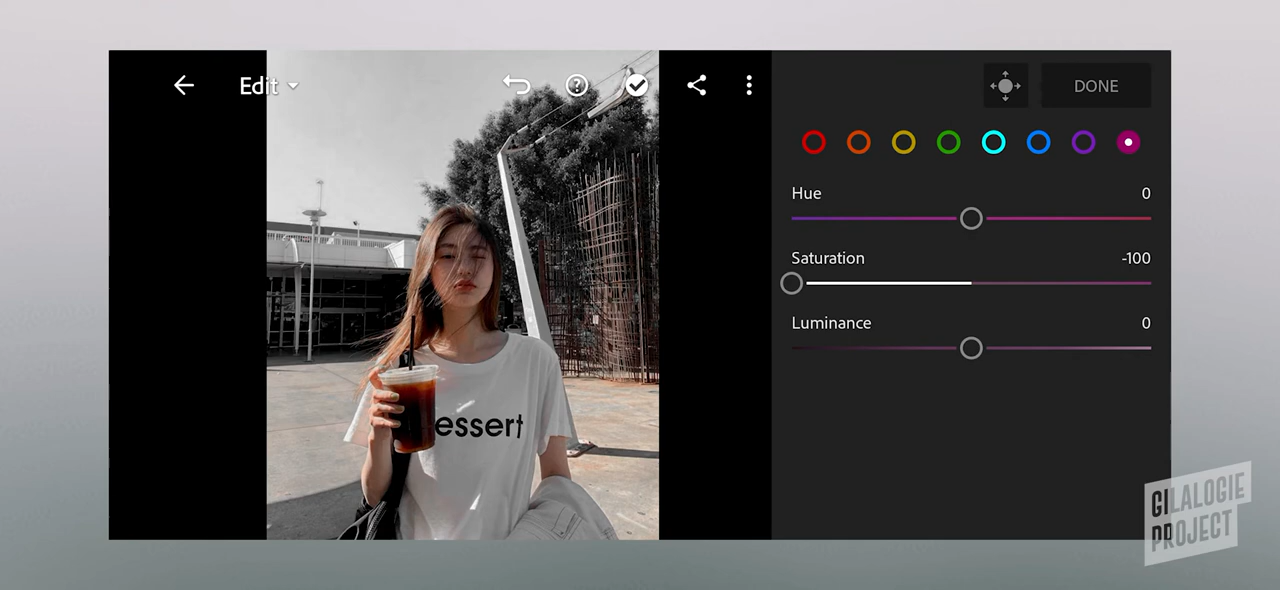 Edit
DONE
Hue
0
Saturation
-100
Luminance
0
essert
GILALOGIE
PROJECT